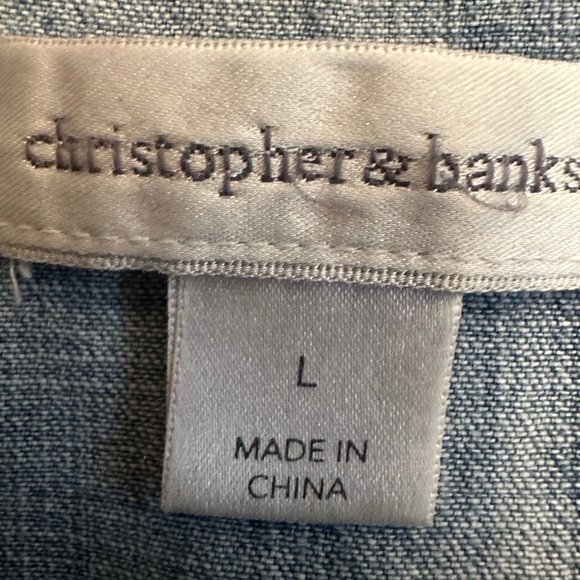 christopher & banks
L
MADE IN
CHINA